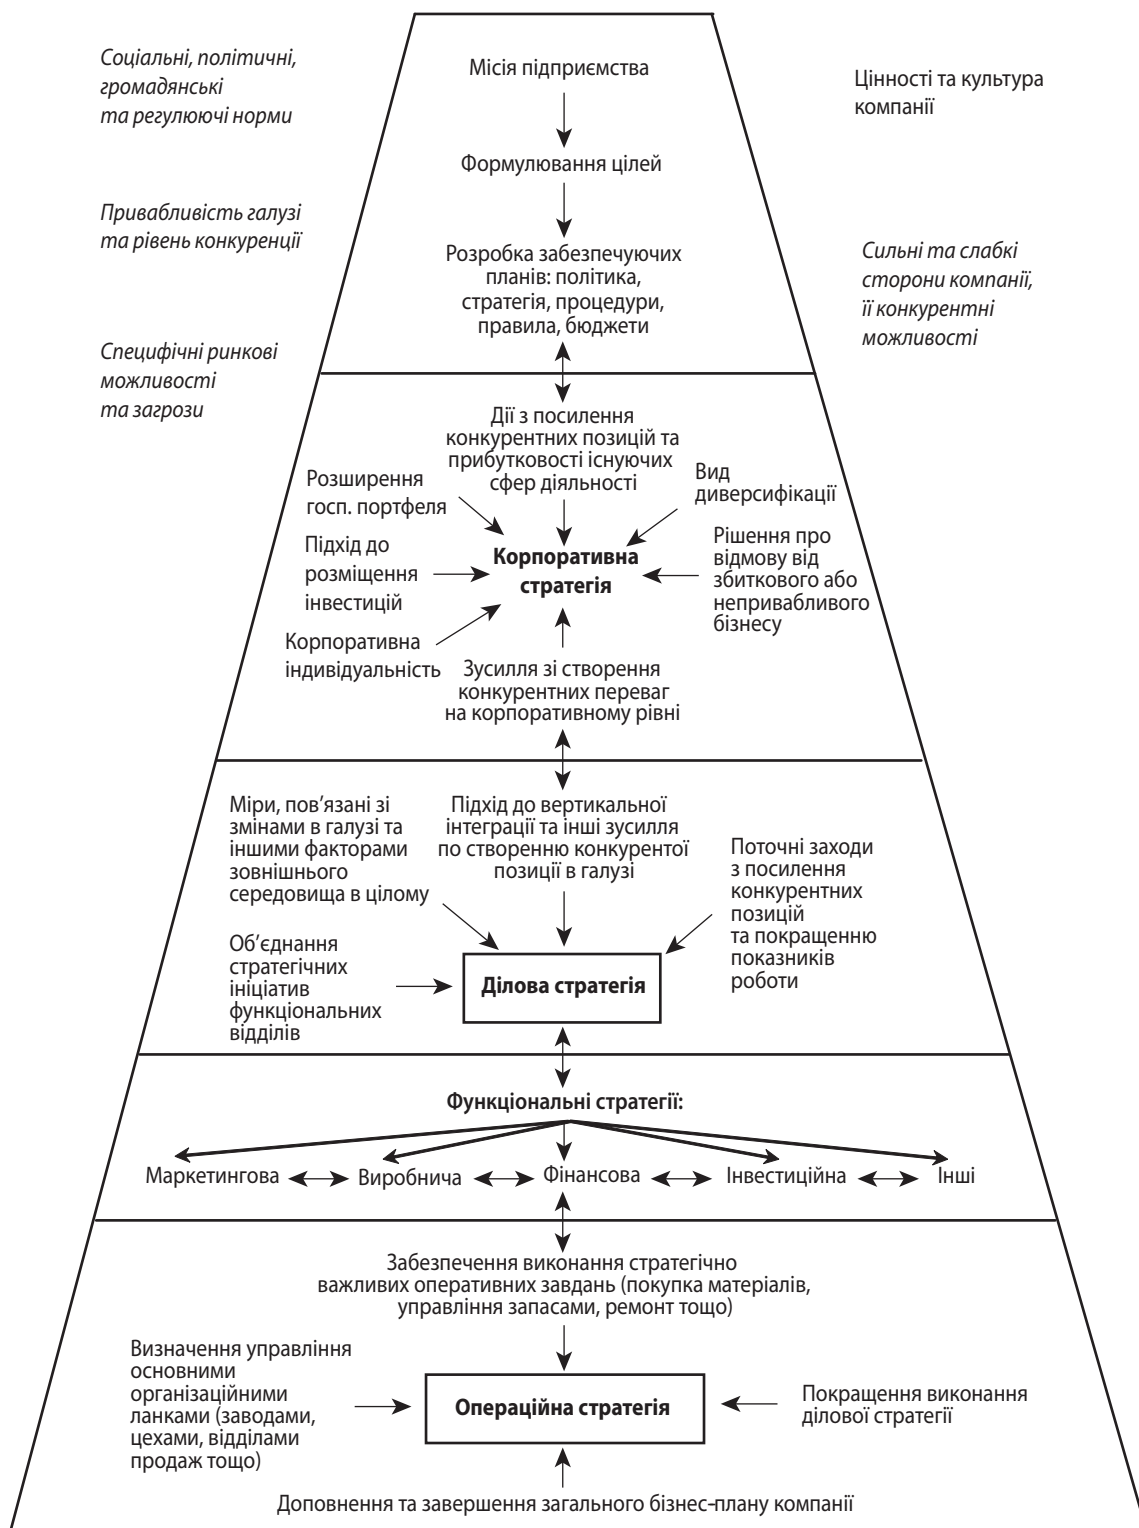 Соціальні, політичні,
громадянські
та регулюючі норми
Місія підприємства
Цінності та культура
компанії
Формулювання цілей
Привабливість галузі
та рівень конкуренції
Розробка забезпечуючих
планів: політика,
стратегія, процедури,
правила, бюджети
Сильні та слабкі
сторони компанії,
її конкурентні
можливості
Специфічні ринкові
можливості
та загрози
Дії з посилення
конкурентних позицій та
прибутковості існуючих
сфер діяльності
Розширення
госп. портфеля
Вид
диверсифікації
Підхід до
розміщення
інвестицій
Корпоративна
стратегія
Рішення про
відмову від
збиткового або
непривабливого
бізнесу
Корпоративна
індивідуальність
Зусилля зі створення
конкурентних переваг
на корпоративному рівні
Міри, пов’язані зі
змінами в галузі та
іншими факторами
зовнішнього
середовища в цілому
Підхід до вертикальної
інтеграції та інші зусилля
по створенню конкурентої
позиції в галузі
Поточні заходи
з посилення
конкурентних
позицій
та покращенню
показників
роботи
Об’єднання
стратегічних
ініціатив
функціональних
відділів
Ділова стратегія
Функціональні стратегії:
Маркетингова
Виробнича
Фінансова
Інвестиційна
Інші
Забезпечення виконання стратегічно
важливих оперативних завдань (покупка матеріалів,
управління запасами, ремонт тощо)
Визначення управління
основними
організаційними
ланками (заводами,
цехами, відділами
продаж тощо)
Операційна стратегія
Покращення виконання
ділової стратегії
Доповнення та завершення загального бізнес-плану компанії